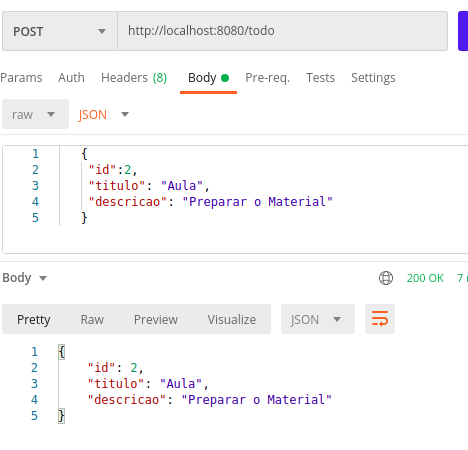 POST http://localhost:8080/todo
Params Auth Headers (8) Body Pre-req. Tests Settings
raw JSON
1 {
2 "id":2,
3 "titulo": "Aula",
4 "descricao": "Preparar o Material"
5 }
Body 200 OK 7
Pretty Raw Preview Visualize JSON
1 {
2 "id": 2,
3 "titulo": "Aula",
4 "descricao": "Preparar o Material"
5 }